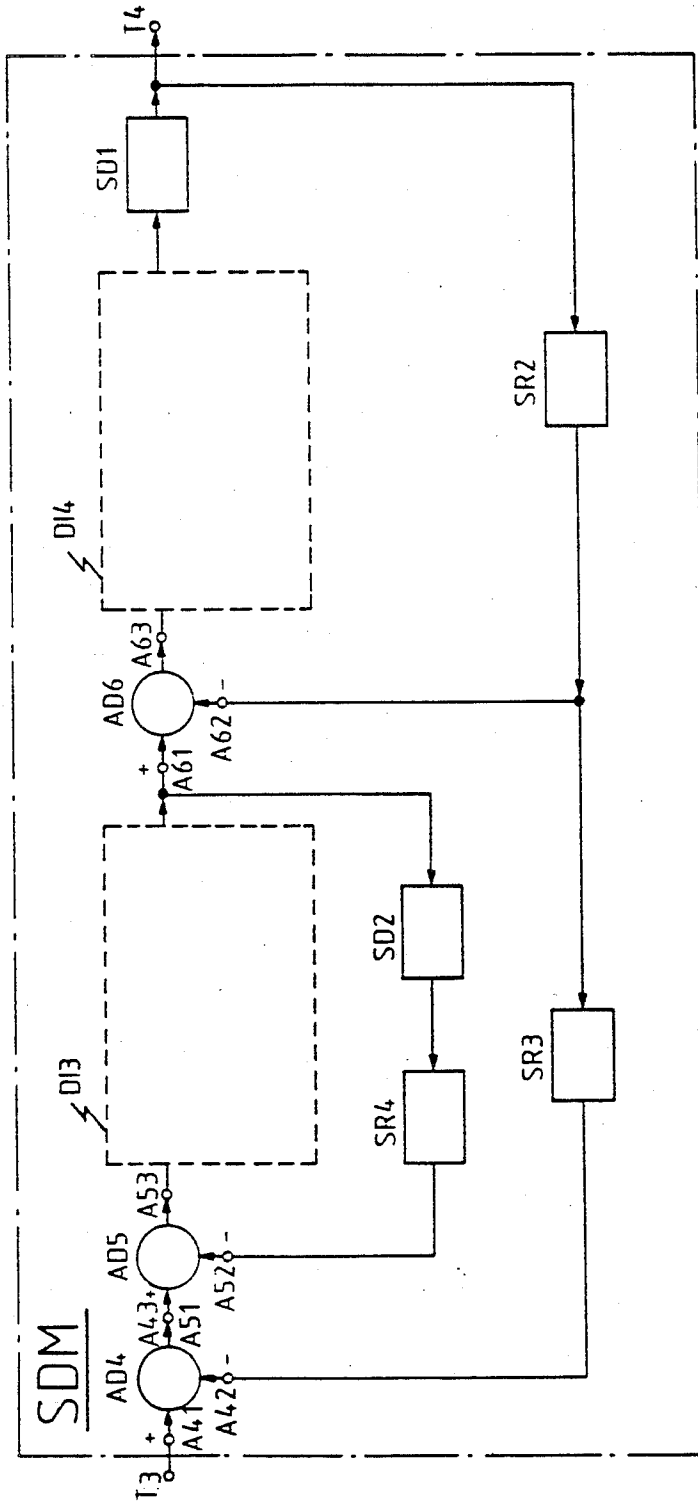 SDM
T3
+
A41
AD4
A42
-
A43
+
A51
AD5
A52
-
A53
DI3
SR4
SD2
+
A61
AD6
A62
-
A63
DI4
SD1
T4
SR2
SR3